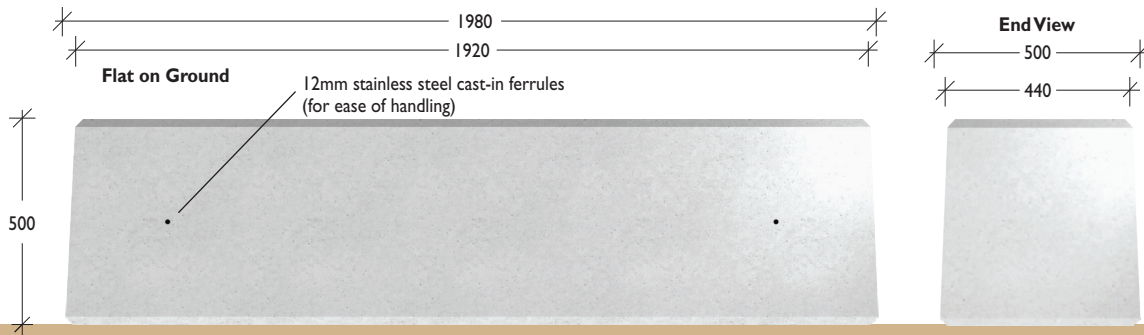 1980
1920
Flat on Ground
12mm stainless steel cast-in ferrules
(for ease of handling)
500
End View
500
440